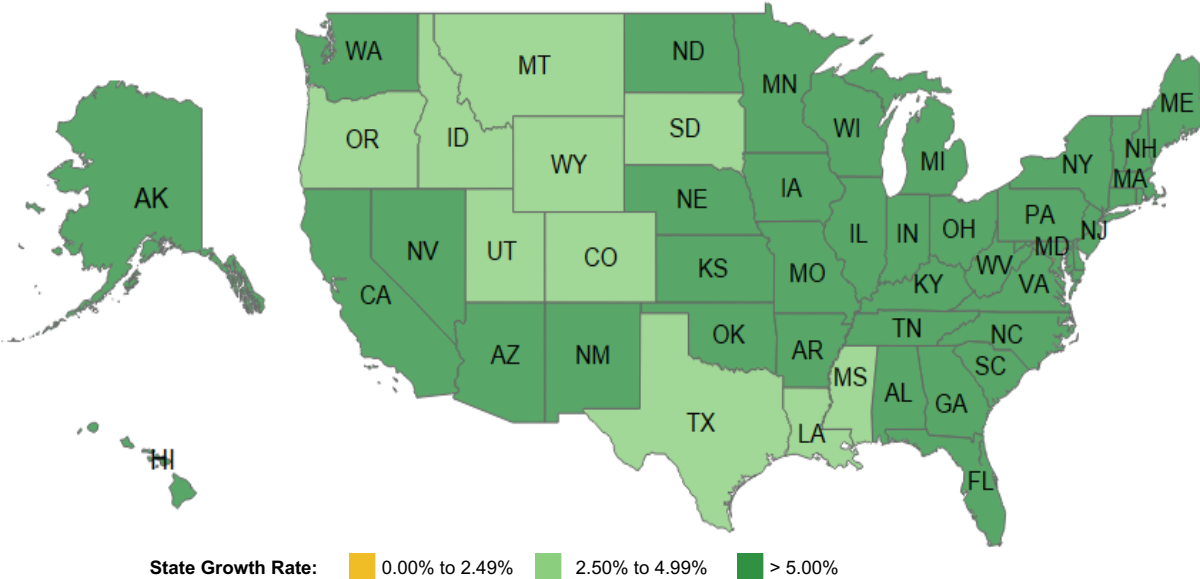 WA
MT
ND
MN
ME
OR
ID
SD
WI
NH
WY
MI
NY
MA
AK
NE
IA
PA
NV
UT
CO
IL
IN
OH
NJ
MD
CA
KS
MO
WV
VA
KY
AZ
NM
OK
AR
TN
NC
SC
TX
MS
AL
GA
LA
HI
FL
State Growth Rate: 0.00% to 2.49% 2.50% to 4.99% > 5.00%